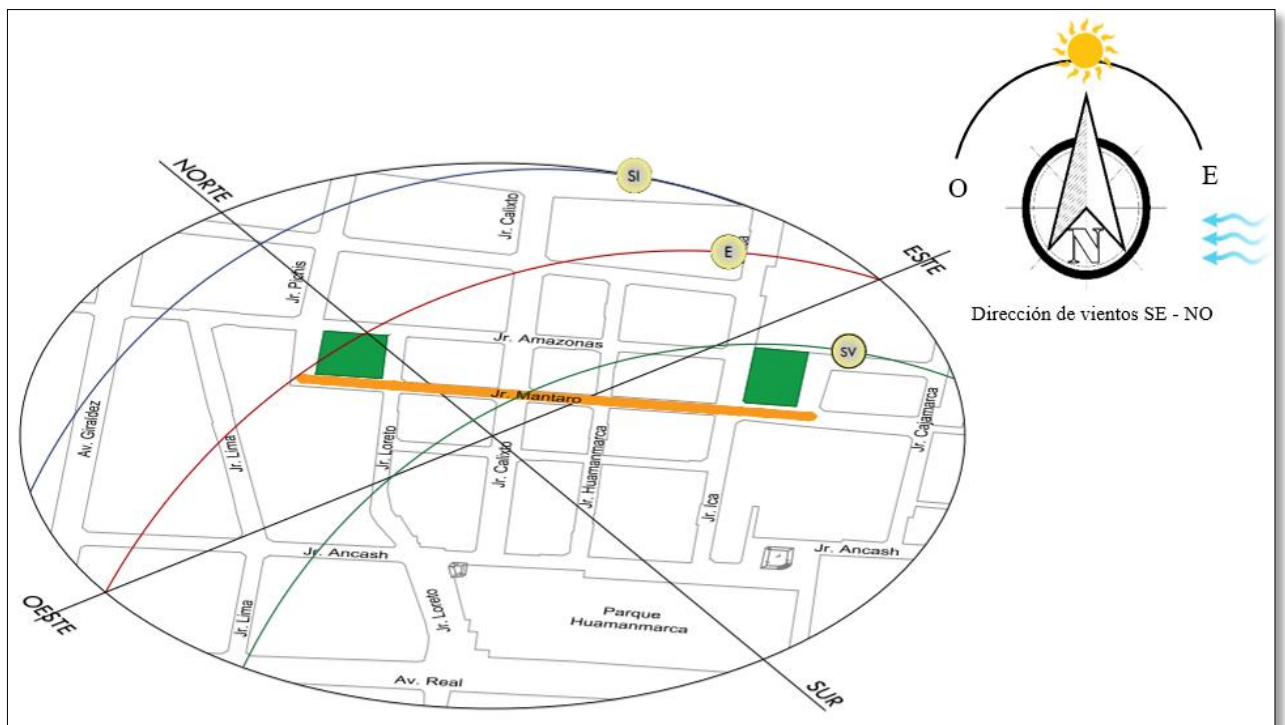 NORTE
SI
Jr. Calixto
E
ESTE
O
E
N
Dirección de vientos SE - NO
Jr. Amazonas
SV
Jr. Mantaro
Av. Giraldez
Jr. Lima
Jr. Loreto
Jr. Calixto
Jr. Huamanmarca
Jr. Ica
Jr. Cajamarca
Jr. Ancash
Jr. Ancash
OESTE
Jr. Lima
Jr. Loreto
Parque
Huamanmarca
Av. Real
SUR